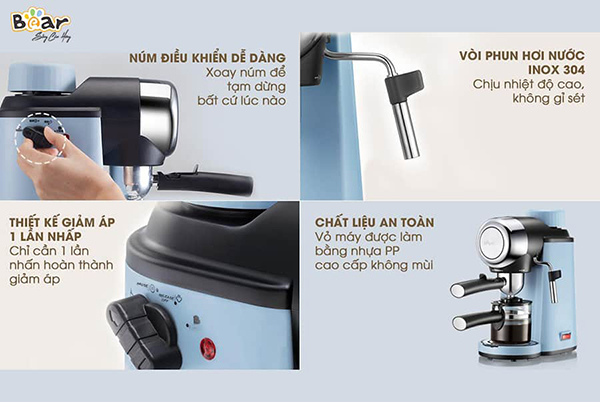 Bear
Sống Cảm Hứng
NÚM ĐIỀU KHIỂN DỄ DÀNG
Xoay núm để
tạm dừng
bất cứ lúc nào
VÒI PHUN HƠI NƯỚC
INOX 304
Chịu nhiệt độ cao,
không gỉ sét
THIẾT KẾ GIẢM ÁP
1 LẦN NHẤP
Chỉ cần 1 lần
nhấn hoàn thành
giảm áp
CHẤT LIỆU AN TOÀN
Vỏ máy được làm
bằng nhựa PP
cao cấp không mùi